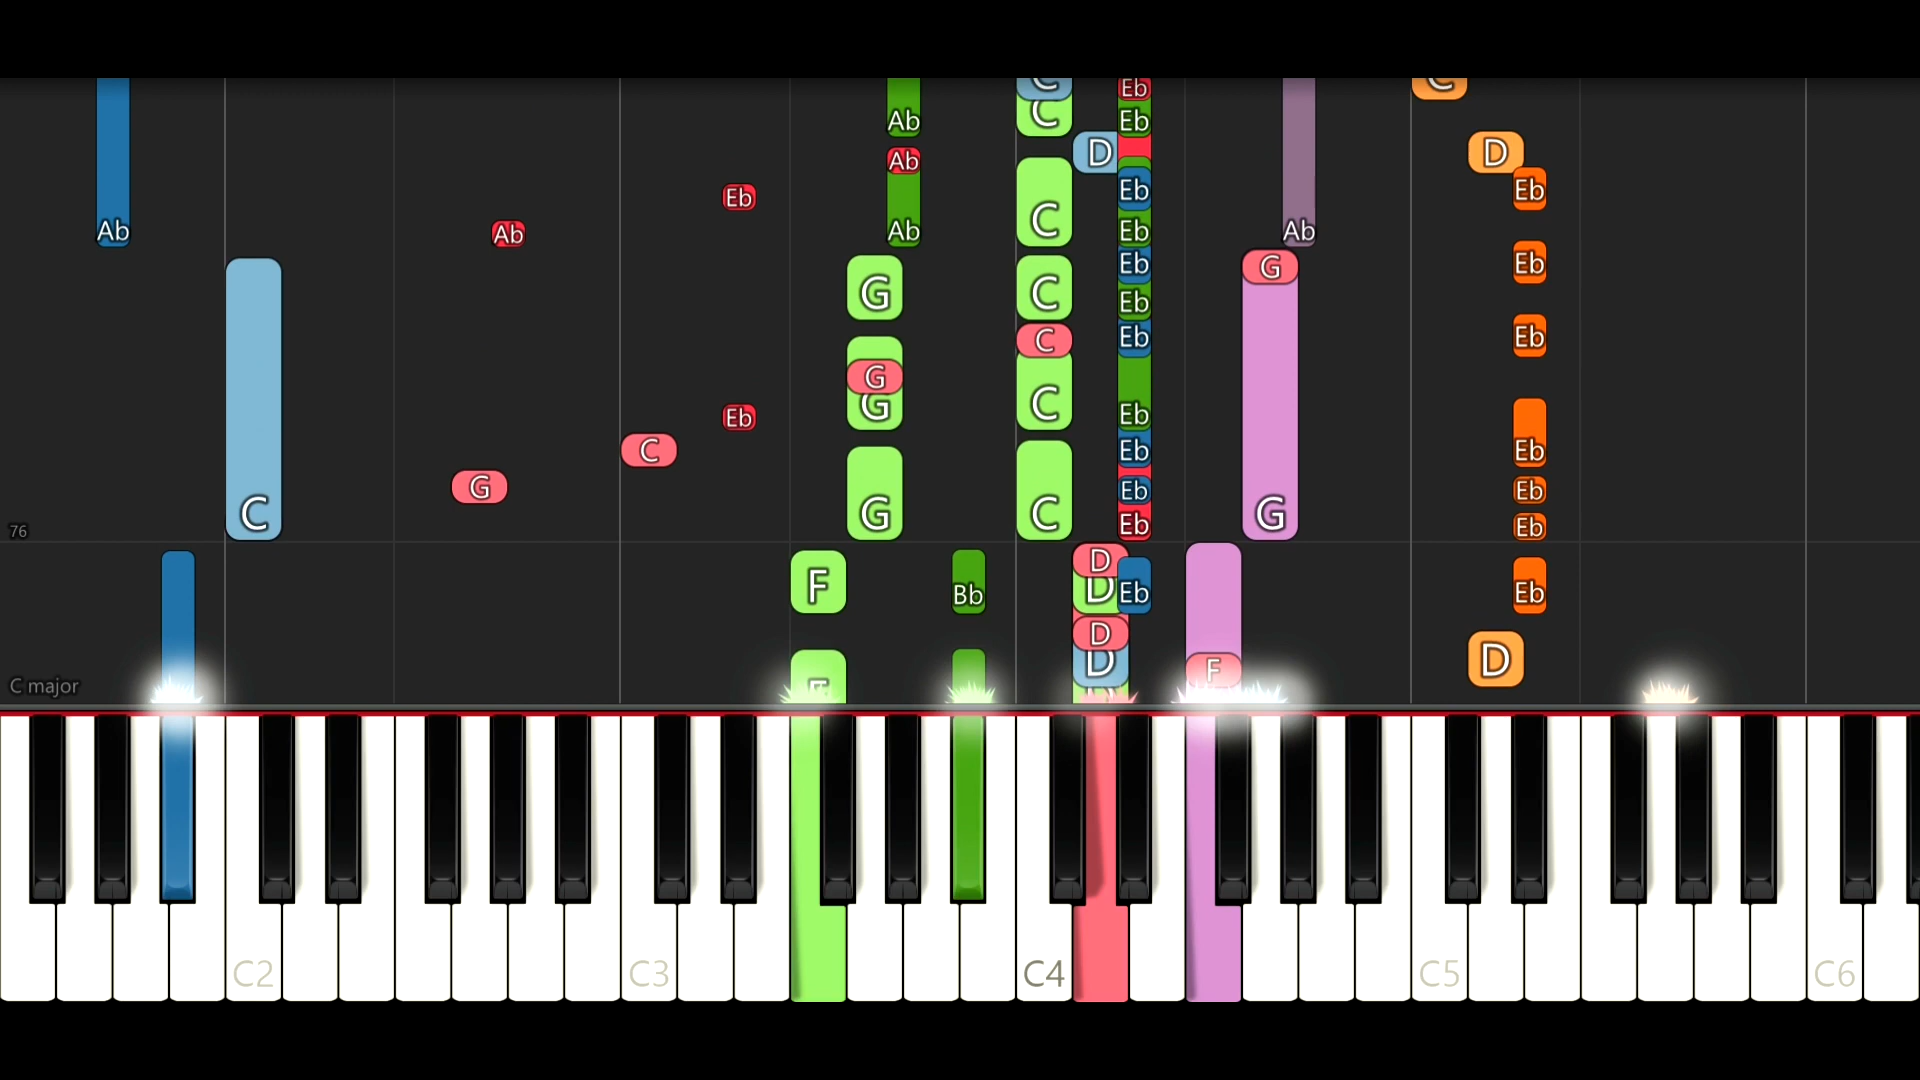 C Eb C
Ab C Eb
D D
Ab
Eb Eb Eb
C
Ab Ab Ab Eb Ab
G Eb Eb
G C Eb
C Eb Eb
G
G C Eb
Eb
C Eb Eb
G Eb Eb
C G C G
Eb Eb
76
D
F Bb D Eb Eb
D
D D
F
C major
C2 C3 C4 C5 C6